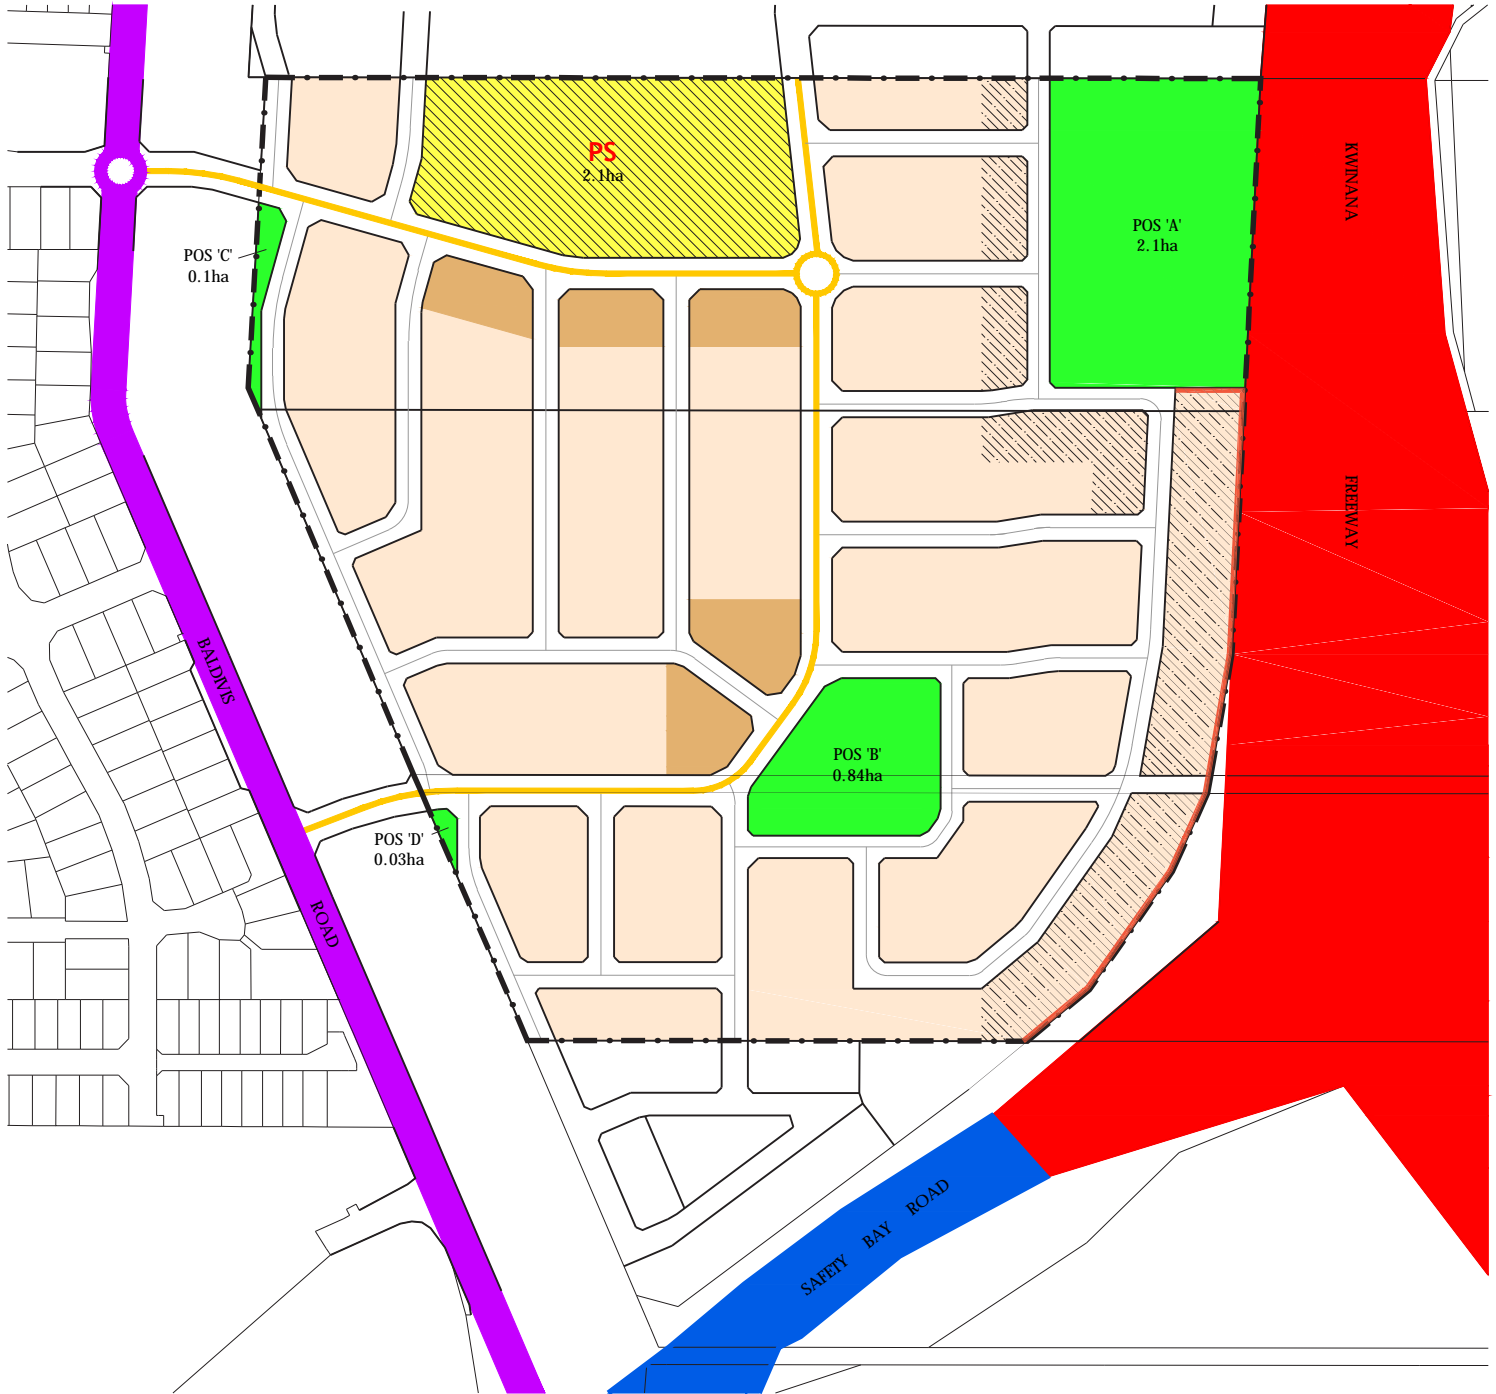 PS
2.1ha
KWINANA
POS 'A'
2.1ha
POS 'C'
0.1ha
FREEWAY
BALDIVIS
POS 'B'
0.84ha
POS 'D'
0.03ha
ROAD
SAFETY BAY ROAD